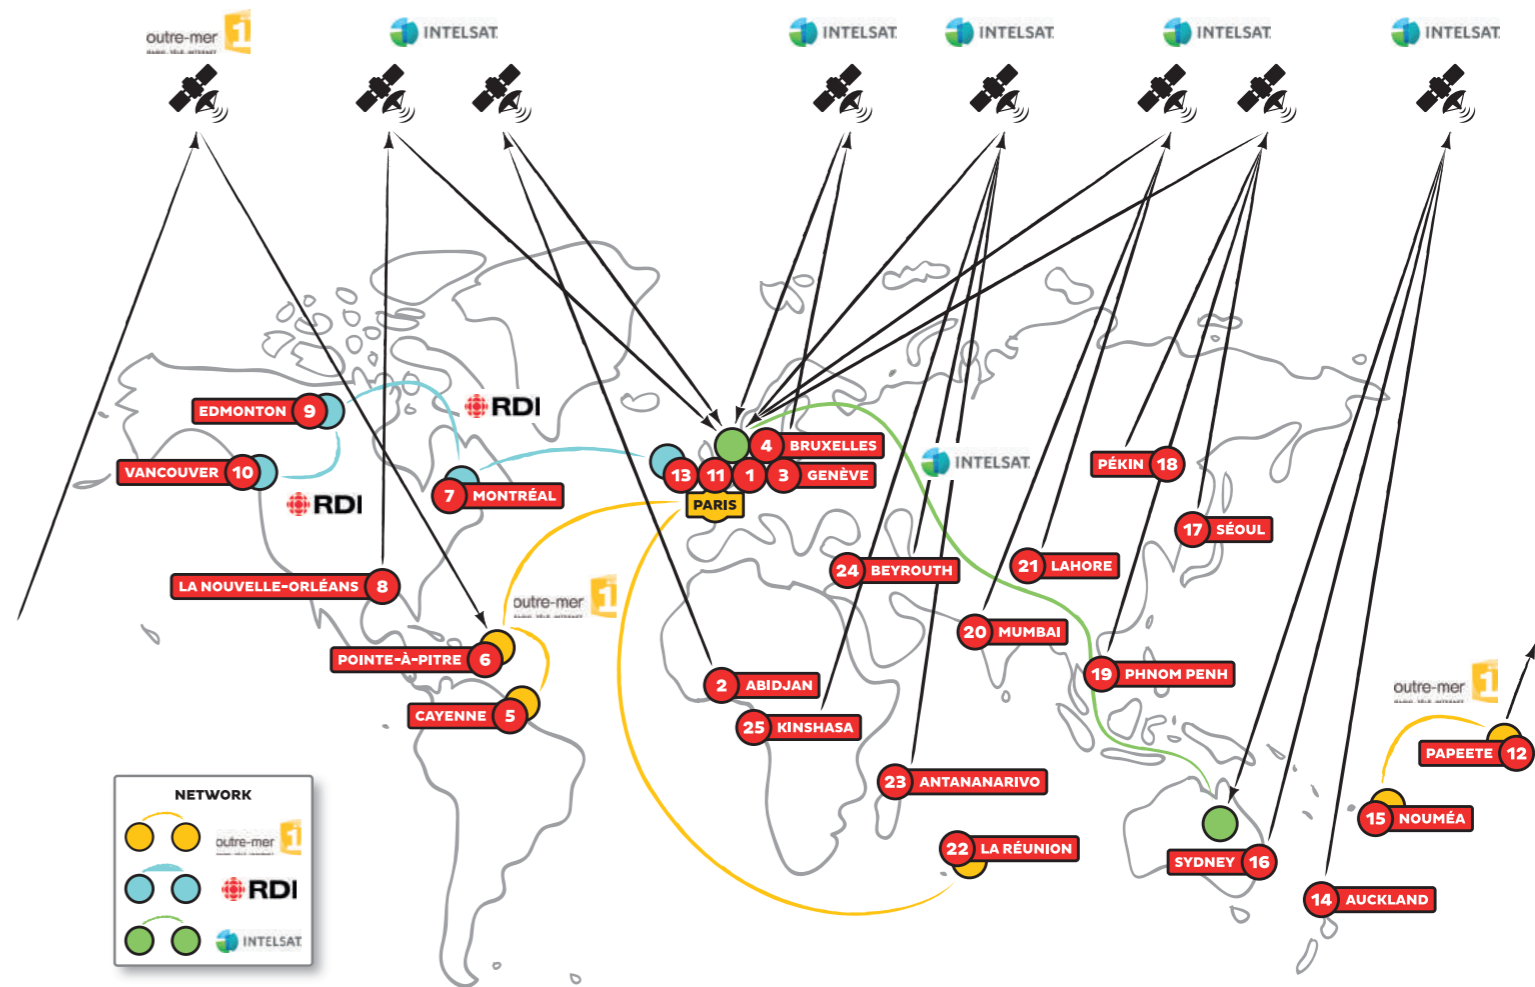 outre-mer 1
INTELSAT
INTELSAT
INTELSAT
INTELSAT
INTELSAT
EDMONTON 9
RDI
VANCOUVER 10
RDI
7 MONTRÉAL
4 BRUXELLES
13 11 1 3 GENÈVE
PARIS
INTELSAT
PÉKIN 18
17 SÉOUL
LA NOUVELLE-ORLÉANS 8
24 BEYROUTH
21 LAHORE
outre-mer 1
20 MUMBAI
POINTE-À-PITRE 6
2 ABIDJAN
19 PHNOM PENH
outre-mer 1
CAYENNE 5
25 KINSHASA
PAPEETE 12
23 ANTANANARIVO
15 NOUMÉA
22 LA RÉUNION
SYDNEY 16
14 AUCKLAND
NETWORK
outre-mer 1
RDI
INTELSAT